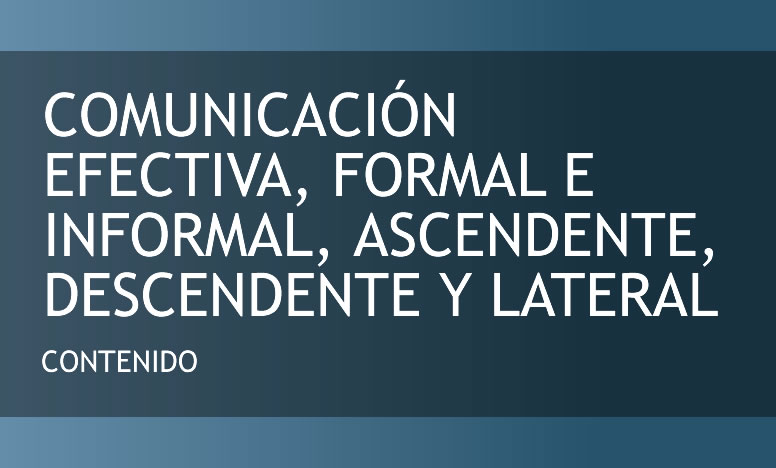 COMUNICACIÓN
EFECTIVA, FORMAL E
INFORMAL, ASCENDENTE,
DESCENDENTE Y LATERAL
CONTENIDO